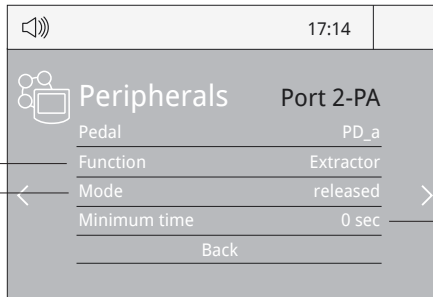 17:14
Peripherals Port 2-PA
Pedal PD_a
Function Extractor
Mode released
Minimum time 0 sec
Back